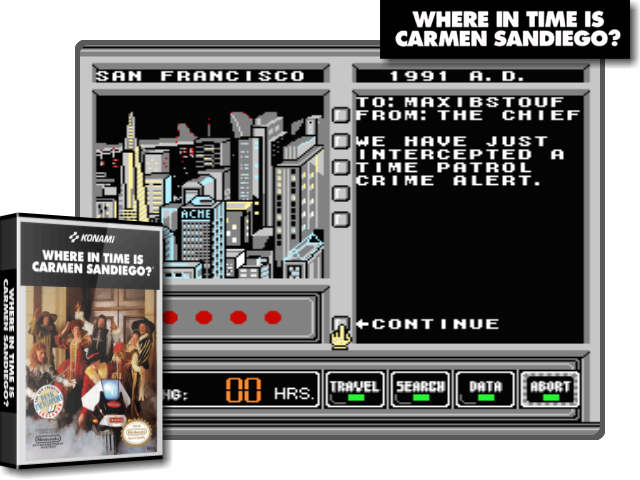 WHERE IN TIME IS
CARMEN SANDIEGO?
SAN FRANCISCO
1991 A.D.
TO: MAXIBSTOUF
FROM: THE CHIEF
WE HAVE JUST
INTERCEPTED A
TIME PATROL
CRIME ALERT.
ACME
←CONTINUE
NG: 00 HRS.
TRAVEL
SEARCH
DATA
ABORT
KONAMI
WHERE IN TIME IS
CARMEN SANDIEGO?
WHERE IN TIME IS
CARMEN SANDIEGO?
Nintendo